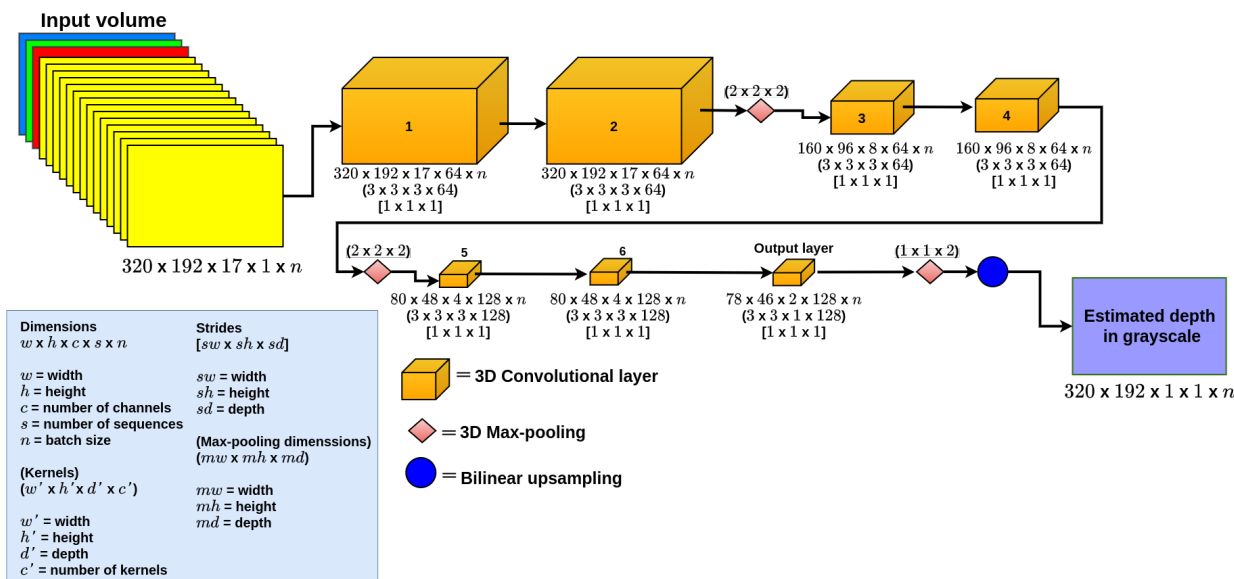 Input volume
320 x 192 x 17 x 1 x n
1
320 x 192 x 17 x 64 x n
(3 x 3 x 3 x 64)
[1 x 1 x 1]
2
320 x 192 x 17 x 64 x n
(3 x 3 x 3 x 64)
[1 x 1 x 1]
(2 x 2 x 2)
3
160 x 96 x 8 x 64 x n
(3 x 3 x 3 x 64)
[1 x 1 x 1]
4
160 x 96 x 8 x 64 x n
(3 x 3 x 3 x 64)
[1 x 1 x 1]
(2 x 2 x 2)
5
80 x 48 x 4 x 128 x n
(3 x 3 x 3 x 128)
[1 x 1 x 1]
6
80 x 48 x 4 x 128 x n
(3 x 3 x 3 x 128)
[1 x 1 x 1]
Output layer
78 x 46 x 2 x 128 x n
(3 x 3 x 1 x 128)
[1 x 1 x 1]
(1 x 1 x 2)
Estimated depth
in grayscale
320 x 192 x 1 x 1 x n
Dimensions
w x h x c x s x n
w = width
h = height
c = number of channels
s = number of sequences
n = batch size
(Kernels)
(w' x h' x d' x c')
w' = width
h' = height
d' = depth
c' = number of kernels
Strides
[sw x sh x sd]
sw = width
sh = height
sd = depth
(Max-pooling dimenssions)
(mw x mh x md)
mw = width
mh = height
md = depth
= 3D Convolutional layer
= 3D Max-pooling
= Bilinear upsampling